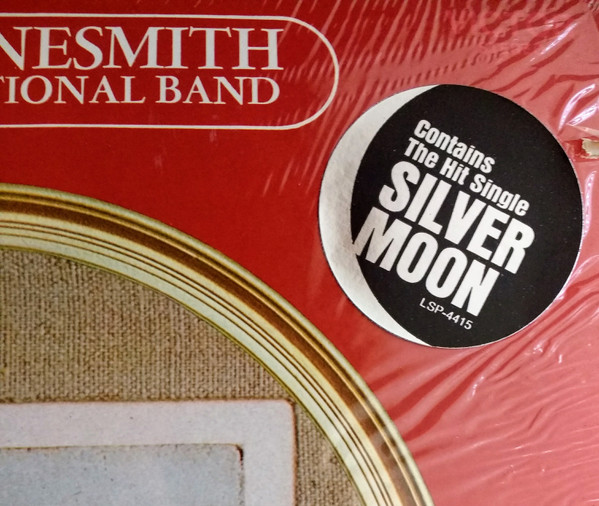 NESMITH
TIONAL BAND
Contains
The Hit Single
SILVER
MOON
LSP-4415